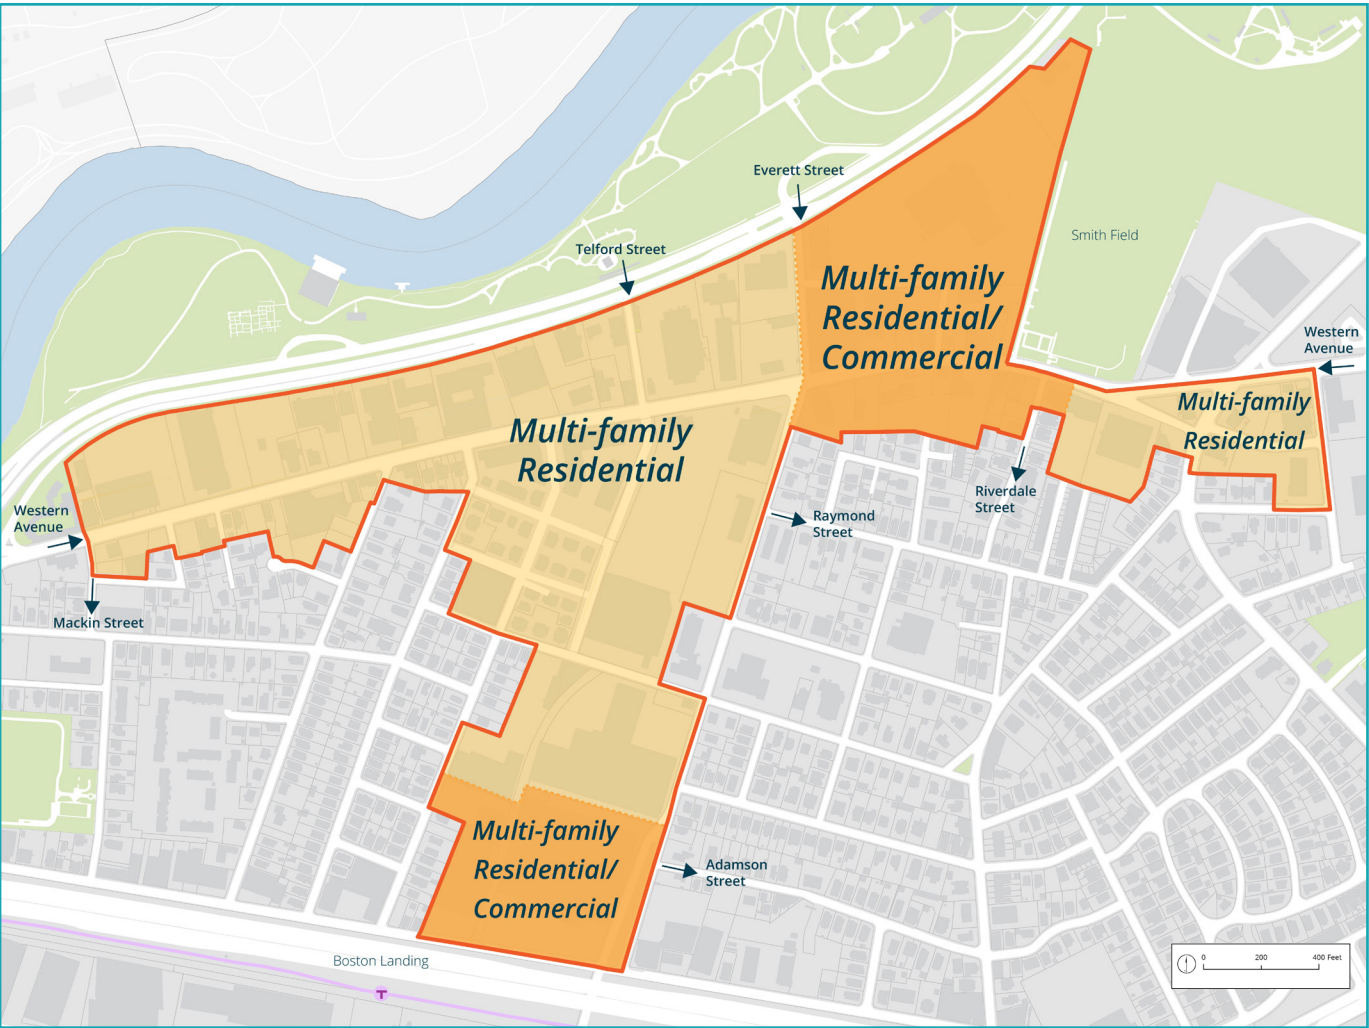 Everett Street
Telford Street
Smith Field
Multi-family
Residential/
Commercial
Western
Avenue
Multi-family
Residential
Multi-family
Residential
Western
Avenue
Riverdale
Street
Raymond
Street
Mackin Street
Multi-family
Residential/
Commercial
Adamson
Street
Boston Landing
T
0 200 400 Feet